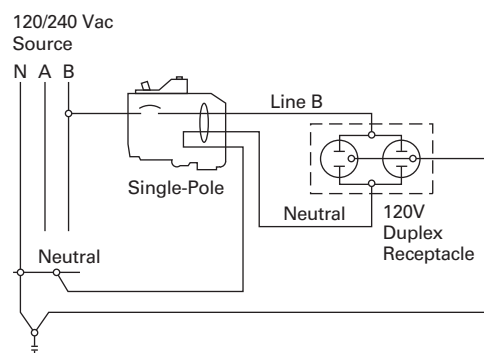 120/240 Vac
Source
N A B
Line B
Single-Pole
Neutral
120V
Duplex
Receptacle
Neutral